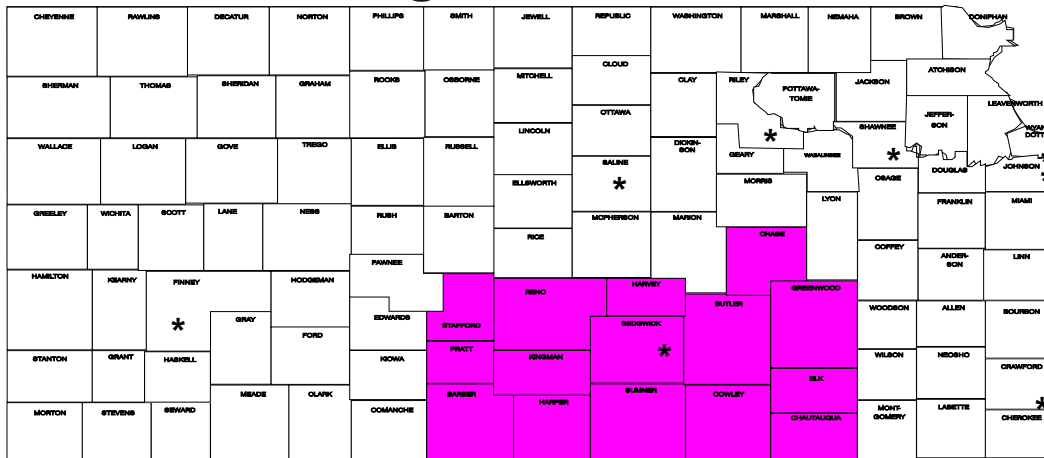 CHEYENNE
RAWLINS
DECATUR
NORTON
PHILLIPS
SMITH
JEWELL
REPUBLIC
WASHINGTON
MARSHALL
NEMAHA
BROWN
DONIPHAN
SHERMAN
THOMAS
SHERIDAN
GRAHAM
ROOKS
OSBORNE
MITCHELL
CLOUD
CLAY
RILEY
POTTAWA-
TOMIE
JACKSON
ATCHISON
LEAVENWORTH
OTTAWA
JEFFER-
SON
LINCOLN
SHAWNEE
WYAN
DOTT
WALLACE
LOGAN
GOVE
TREGO
ELLIS
RUSSELL
SALINE
*
DICKIN-
SON
GEARY
*
WABAUNSEE
*
DOUGLAS
JOHNSON
*
ELLSWORTH
MORRIS
OSAGE
GREELEY
WICHITA
SCOTT
LANE
NESS
RUSH
BARTON
RICE
MCPHERSON
MARION
CHASE
LYON
FRANKLIN
MIAMI
COFFEY
ANDER-
SON
LINN
HAMILTON
KEARNY
FINNEY
*
HODGEMAN
PAWNEE
STAFFORD
RENO
HARVEY
BUTLER
GREENWOOD
WOODSON
ALLEN
BOURBON
GRAY
FORD
EDWARDS
SEDGWICK
*
STANTON
GRANT
HASKELL
KIOWA
PRATT
KINGMAN
ELK
WILSON
NEOSHO
CRAWFORD
*
MORTON
STEVENS
SEWARD
MEADE
CLARK
COMANCHE
BARBER
HARPER
SUMNER
COWLEY
CHAUTAUQUA
MONT-
GOMERY
LABETTE
CHEROKEE